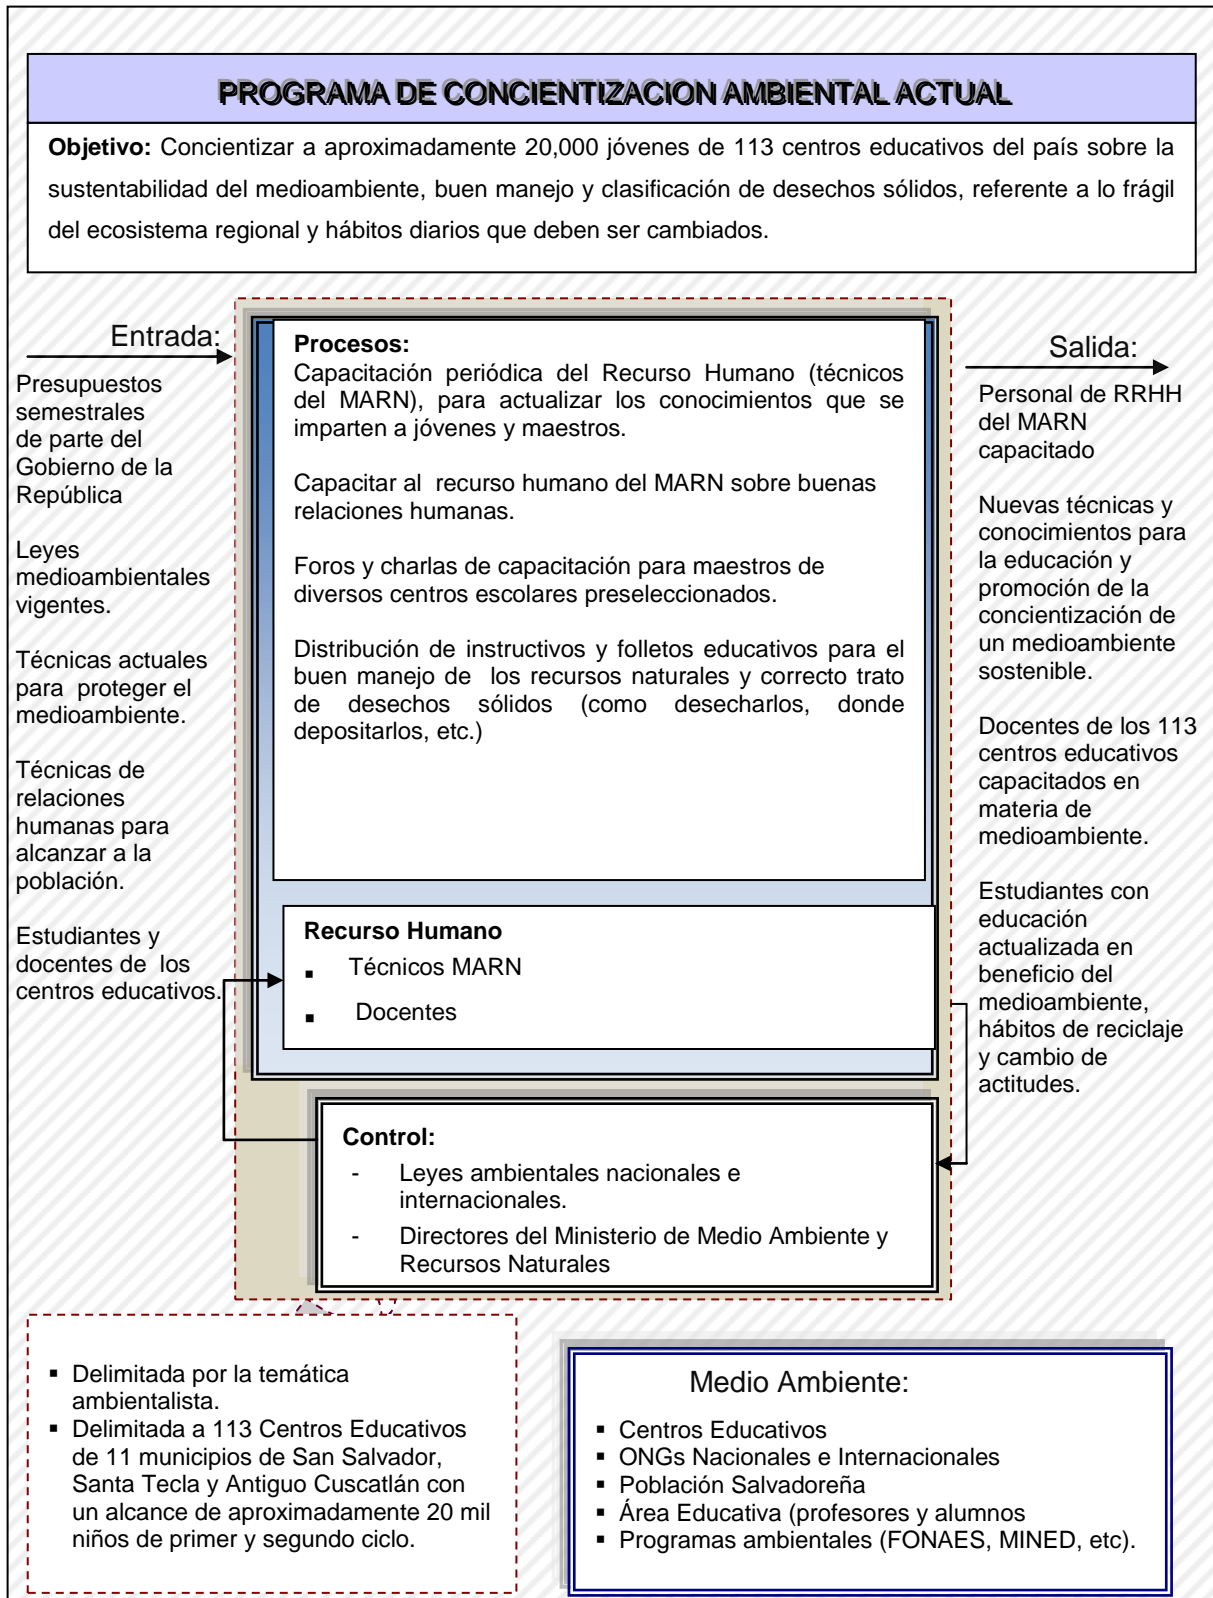 PROGRAMA DE CONCIENTIZACION AMBIENTAL ACTUAL
Objetivo: Concientizar a aproximadamente 20,000 jóvenes de 113 centros educativos del país sobre la
sustentabilidad del medioambiente, buen manejo y clasificación de desechos sólidos, referente a lo frágil
del ecosistema regional y hábitos diarios que deben ser cambiados.
Entrada:
Presupuestos
semestrales
de parte del
Gobierno de la
República
Leyes
medioambientales
vigentes.
Técnicas actuales
para proteger el
medioambiente.
Técnicas de
relaciones
humanas para
alcanzar a la
población.
Estudiantes y
docentes de los
centros educativos.
Procesos:
Capacitación periódica del Recurso Humano (técnicos
del MARN), para actualizar los conocimientos que se
imparten a jóvenes y maestros.
Capacitar al recurso humano del MARN sobre buenas
relaciones humanas.
Foros y charlas de capacitación para maestros de
diversos centros escolares preseleccionados.
Distribución de instructivos y folletos educativos para el
buen manejo de los recursos naturales y correcto trato
de desechos sólidos (como desecharlos, donde
depositarlos, etc.)
Recurso Humano
▪ Técnicos MARN
▪ Docentes
Control:
- Leyes ambientales nacionales e
internacionales.
- Directores del Ministerio de Medio Ambiente y
Recursos Naturales
Salida:
Personal de RRHH
del MARN
capacitado
Nuevas técnicas y
conocimientos para
la educación y
promoción de la
concientización de
un medioambiente
sostenible.
Docentes de los 113
centros educativos
capacitados en
materia de
medioambiente.
Estudiantes con
educación
actualizada en
beneficio del
medioambiente,
hábitos de reciclaje
y cambio de
actitudes.
▪ Delimitada por la temática
ambientalista.
▪ Delimitada a 113 Centros Educativos
de 11 municipios de San Salvador,
Santa Tecla y Antiguo Cuscatlán con
un alcance de aproximadamente 20 mil
niños de primer y segundo ciclo.
Medio Ambiente:
▪ Centros Educativos
▪ ONGs Nacionales e Internacionales
▪ Población Salvadoreña
▪ Área Educativa (profesores y alumnos
▪ Programas ambientales (FONAES, MINED, etc).